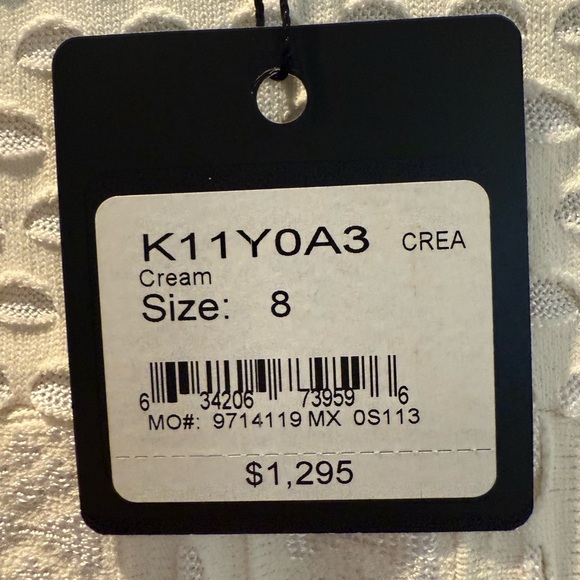 K11Y0A3 CREA
Cream
Size: 8
6 34206 73959 6
MO#: 9714119 MX 0S113
$1,295